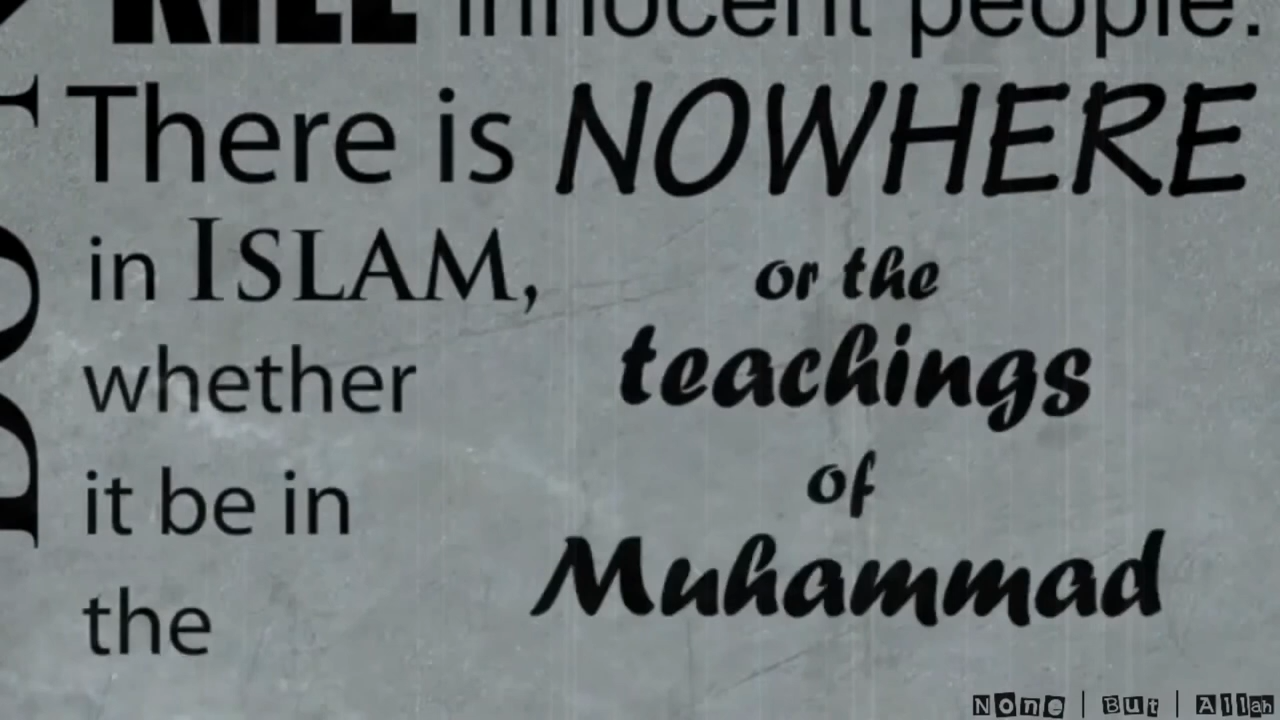 KILL innocent people.
There is NOWHERE
in ISLAM,
whether
it be in
the
or the
teachings
of
Muhammad
None | But | Allah